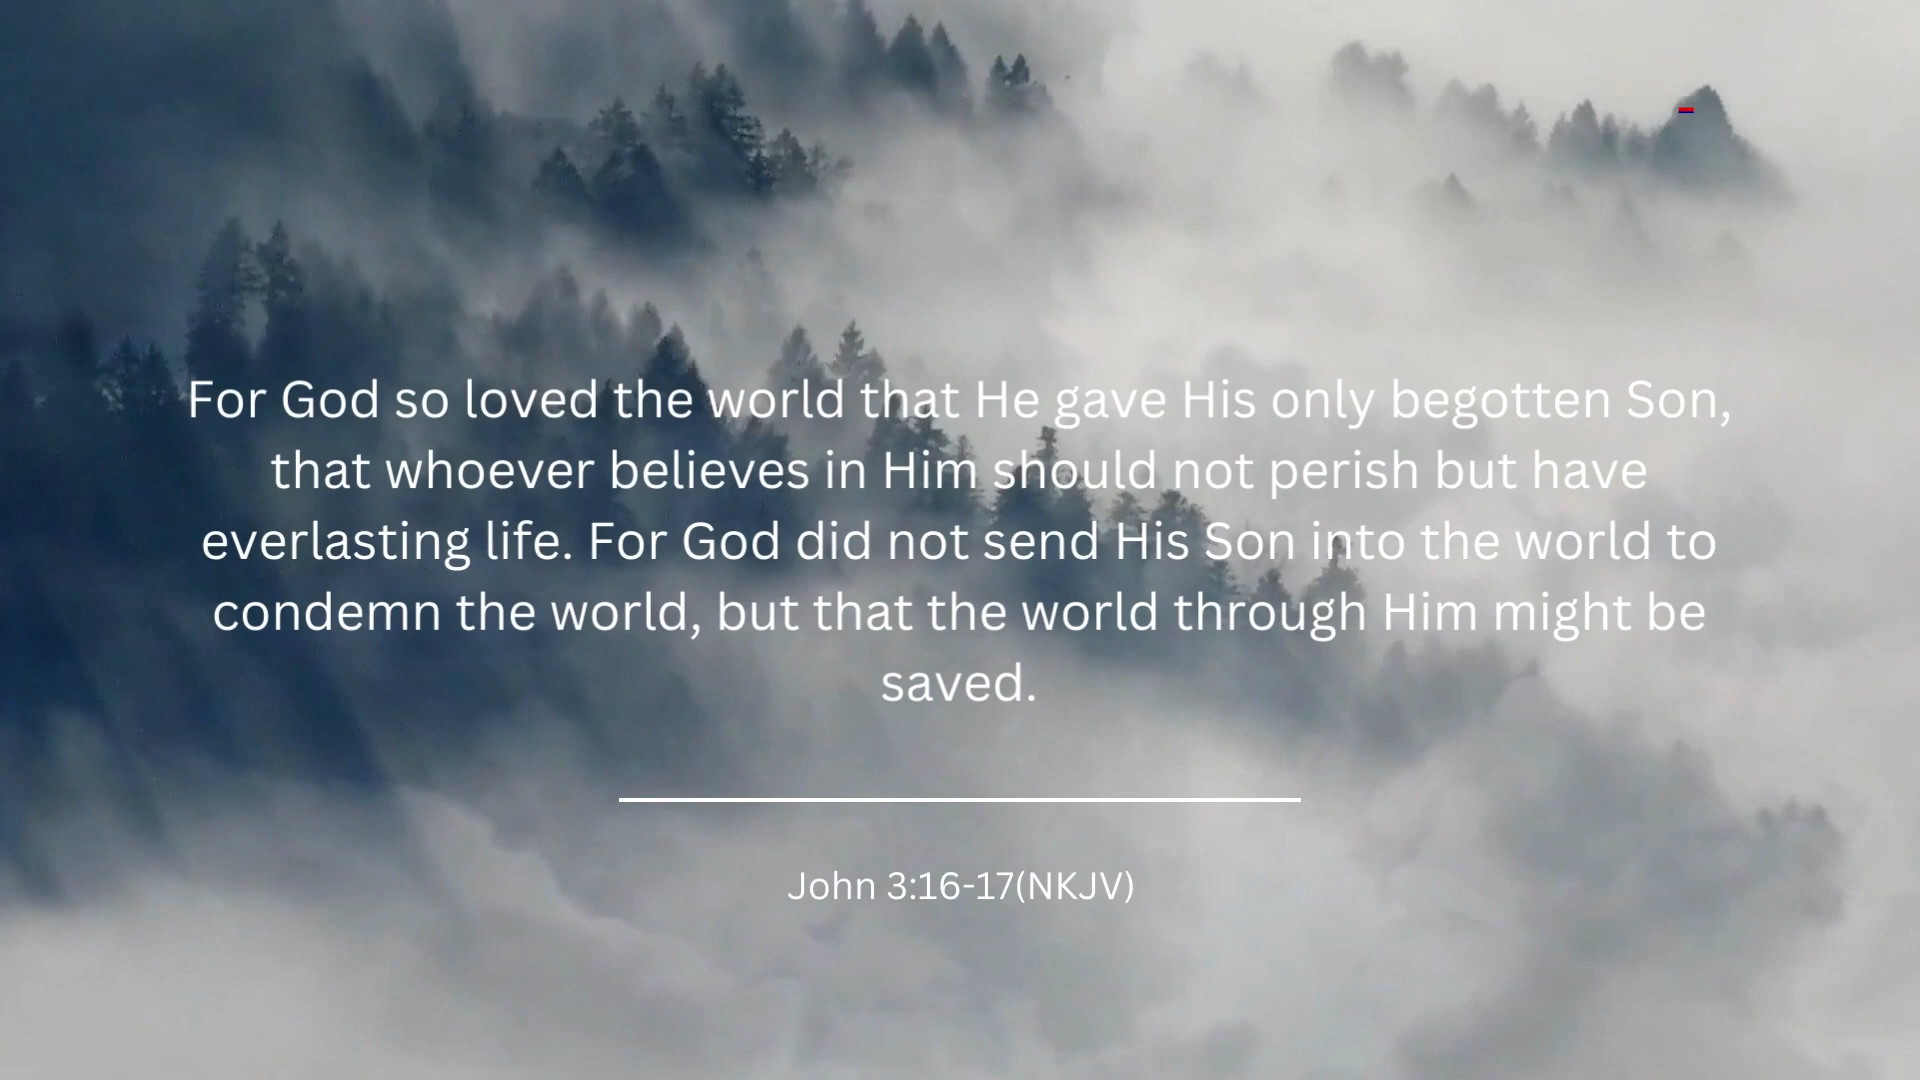 For God so loved the world that He gave His only begotten Son,
that whoever believes in Him should not perish but have
everlasting life. For God did not send His Son into the world to
condemn the world, but that the world through Him might be
saved.
John 3:16-17(NKJV)